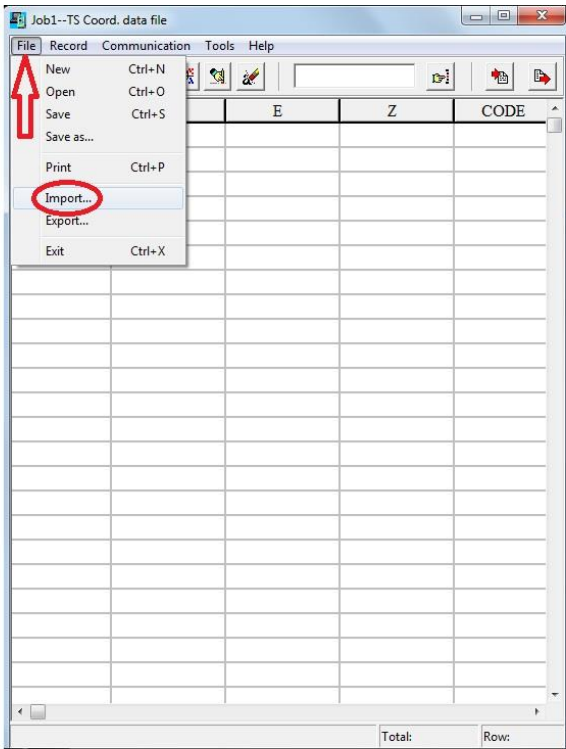 Job1--TS Coord. data file
File Record Communication Tools Help
New Ctrl+N
Open Ctrl+O
Save Ctrl+S
Save as...
Print Ctrl+P
Import...
Export...
Exit Ctrl+X
E Z CODE
Total: Row: